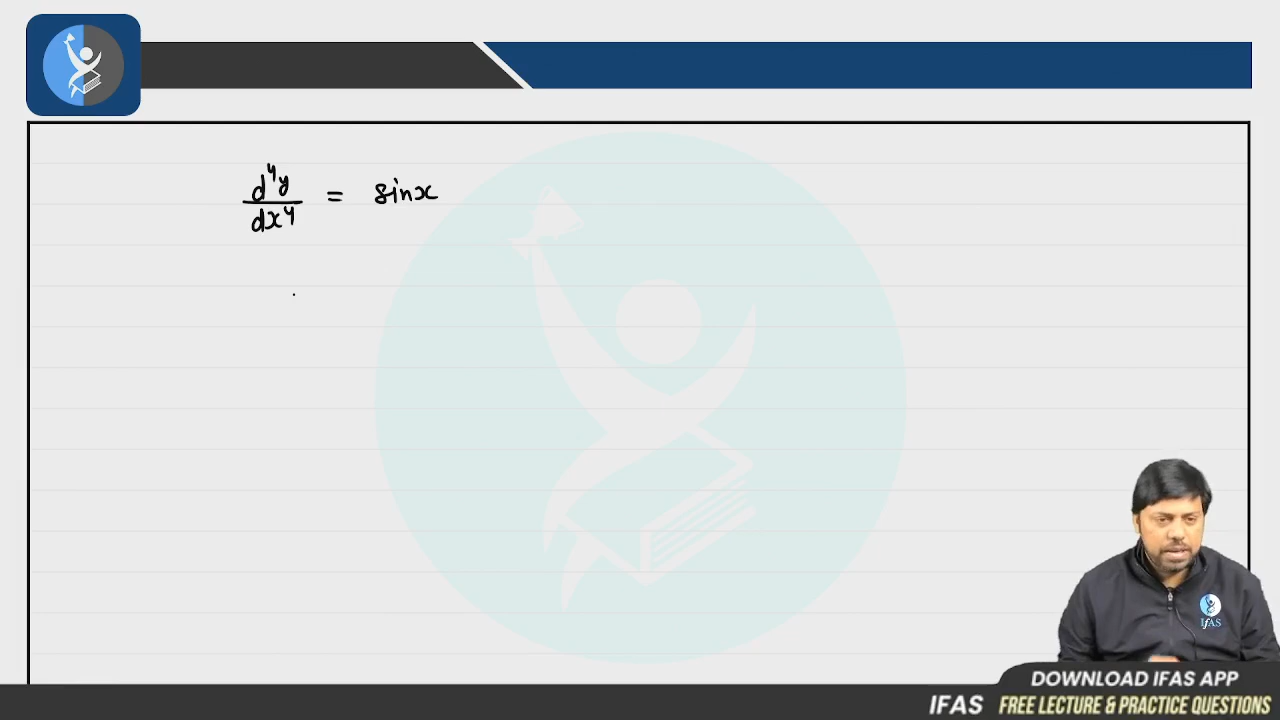 d⁴y/dx⁴ = sinx
IFAS
DOWNLOAD IFAS APP
IFAS FREE LECTURE & PRACTICE QUESTIONS